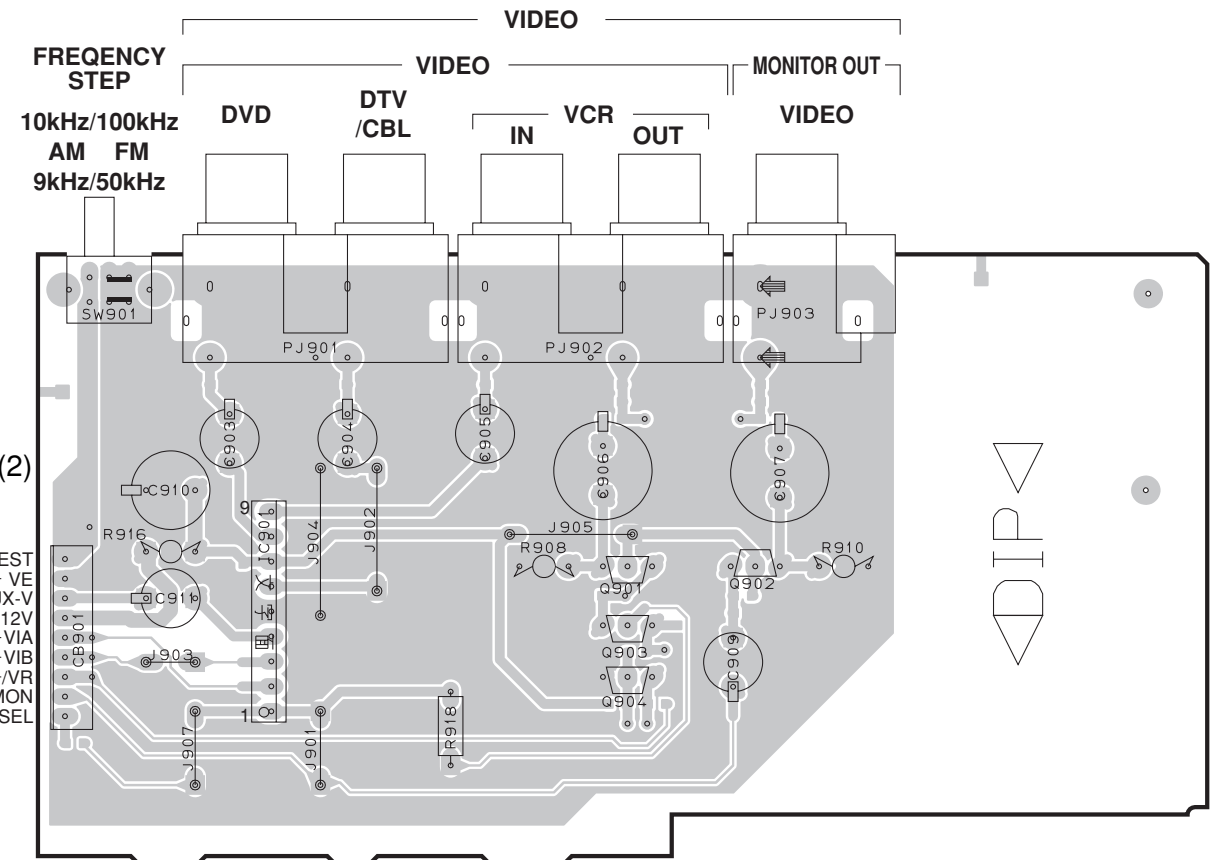 VIDEO
FREQENCY
STEP
VIDEO
MONITOR OUT
10kHz/100kHz
AM FM
9kHz/50kHz
DVD
DTV
/CBL
VCR
IN
OUT
VIDEO
SW901
PJ901
PJ902
PJ903
C903
C904
C905
C906
C907
(2)
C910
9
IC901
J904
J902
J905
R916
R908
R910
Q901
Q902
EST
VE
UX-V
12V
VIA
VIB
/VR
MON
SEL
CB901
C911
J903
Q903
Q904
C909
1
J907
J901
R918
DIP